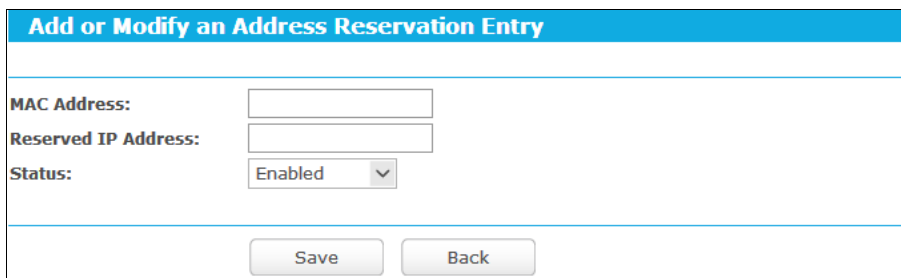 Add or Modify an Address Reservation Entry
MAC Address:
Reserved IP Address:
Status: Enabled
Save Back